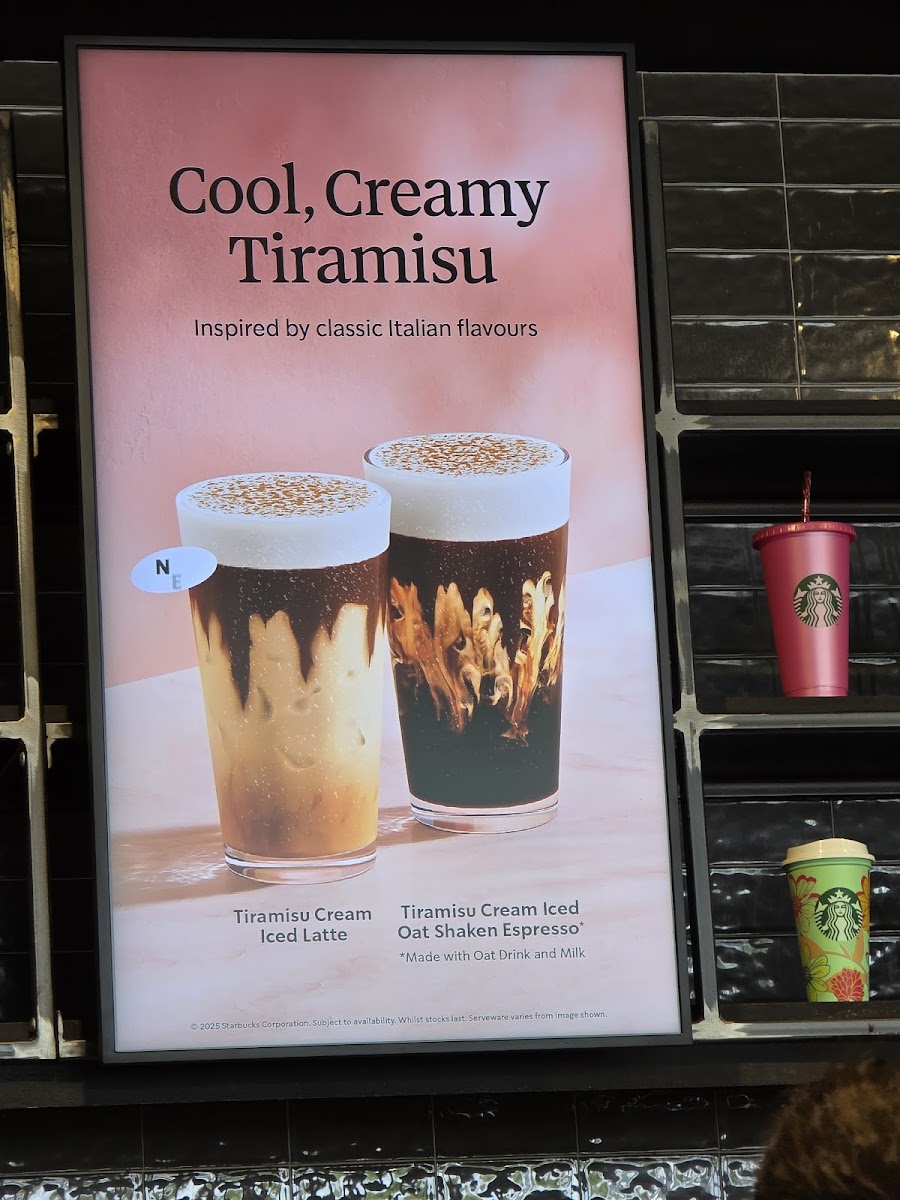 Cool, Creamy
Tiramisu
Inspired by classic Italian flavours
N
E
Tiramisu Cream
Iced Latte
Tiramisu Cream Iced
Oat Shaken Espresso*
*Made with Oat Drink and Milk
© 2025 Starbucks Corporation. Subject to availability. Whilst stocks last. Serveware varies from image shown.